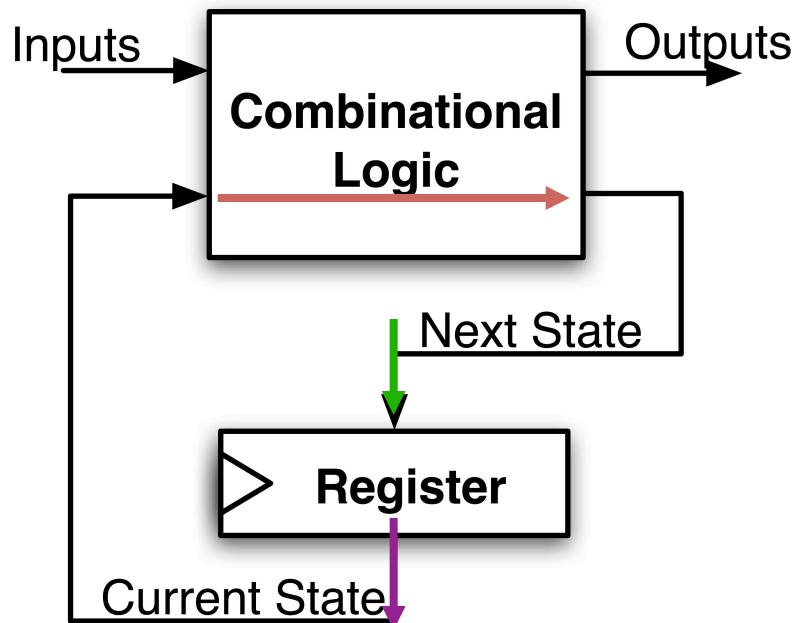 Inputs
Outputs
Combinational
Logic
Next State
Register
Current State